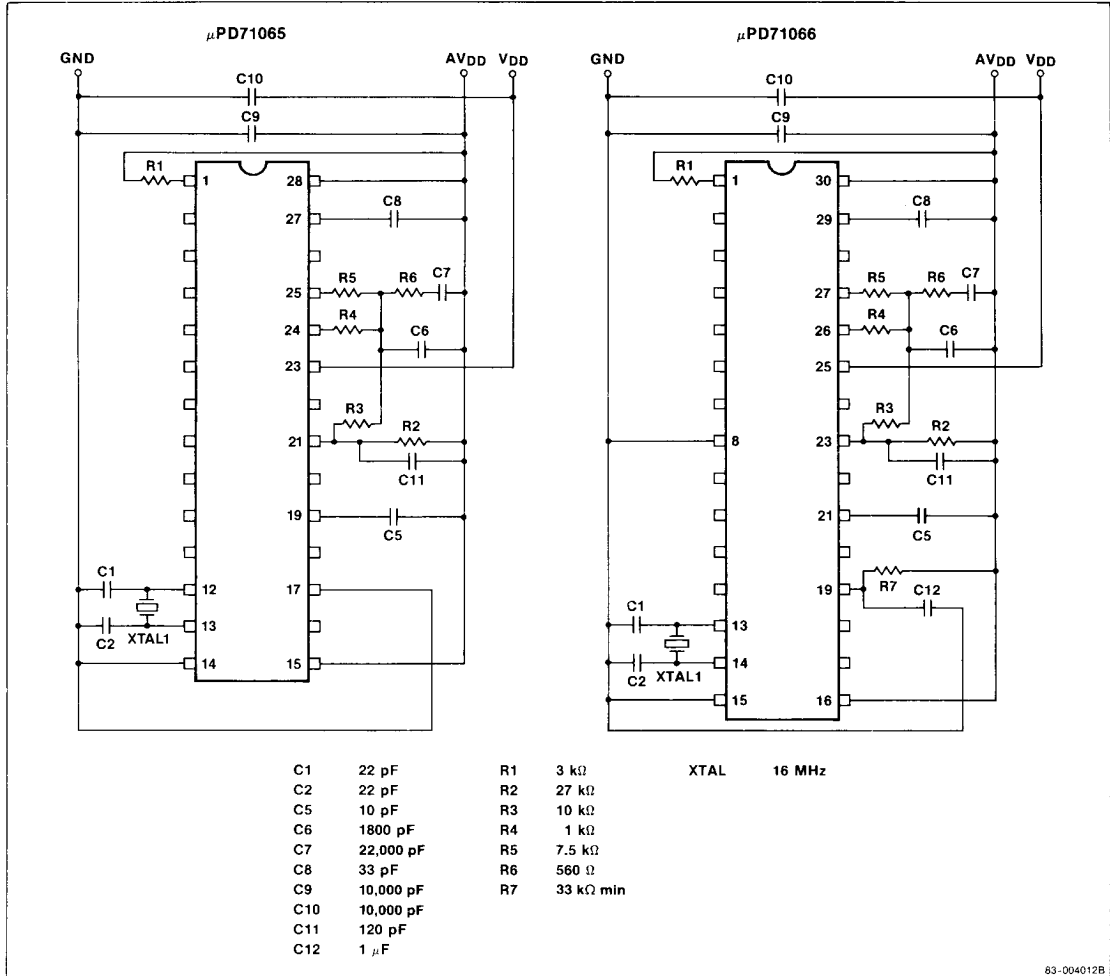 μPD71065
GND
AVDD
VDD
C10
C9
R1
1
28
27
C8
25
R5
R6
C7
24
R4
C6
23
R3
21
R2
C11
19
C5
C1
12
17
13
C2
XTAL1
14
15
μPD71066
GND
AVDD
VDD
C10
C9
R1
1
30
29
C8
27
R5
R6
C7
26
R4
C6
25
R3
8
23
R2
C11
21
C5
19
R7
C12
C1
13
14
C2
XTAL1
15
16
C1 22 pF R1 3 kΩ XTAL 16 MHz
C2 22 pF R2 27 kΩ
C5 10 pF R3 10 kΩ
C6 1800 pF R4 1 kΩ
C7 22,000 pF R5 7.5 kΩ
C8 33 pF R6 560 Ω
C9 10,000 pF R7 33 kΩ min
C10 10,000 pF
C11 120 pF
C12 1 μF
83-004012B